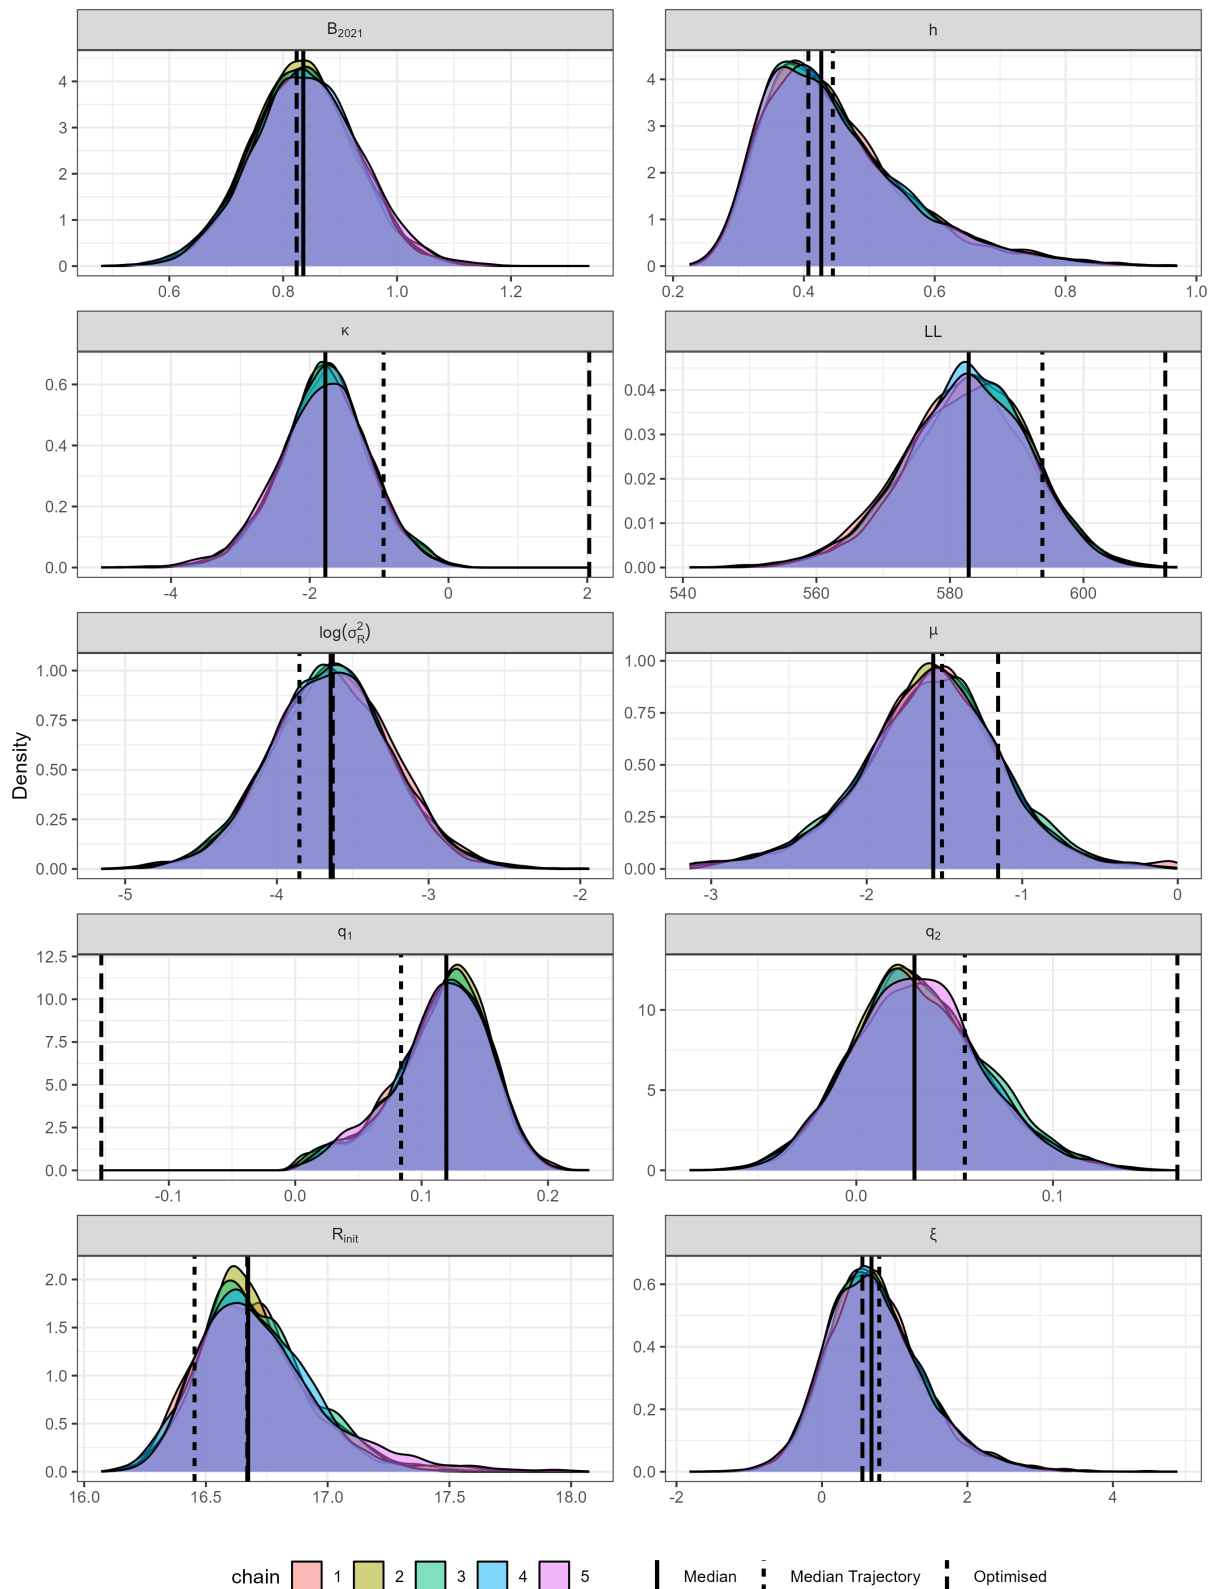 B2021
h
4
3
2
1
0
0.6 0.8 1.0 1.2
4
3
2
1
0
0.2 0.4 0.6 0.8 1.0
κ
LL
0.6
0.4
0.2
0.0
-4 -2 0 2
0.04
0.03
0.02
0.01
0.00
540 560 580 600
log(σ²R)
μ
1.00
0.75
0.50
0.25
0.00
-5 -4 -3 -2
1.00
0.75
0.50
0.25
0.00
-3 -2 -1 0
Density
q1
q2
12.5
10.0
7.5
5.0
2.5
0.0
-0.1 0.0 0.1 0.2
10
5
0
0.0 0.1
Rinit
ξ
2.0
1.5
1.0
0.5
0.0
16.0 16.5 17.0 17.5 18.0
0.6
0.4
0.2
0.0
-2 0 2 4
chain 1 2 3 4 5 Median Median Trajectory Optimised